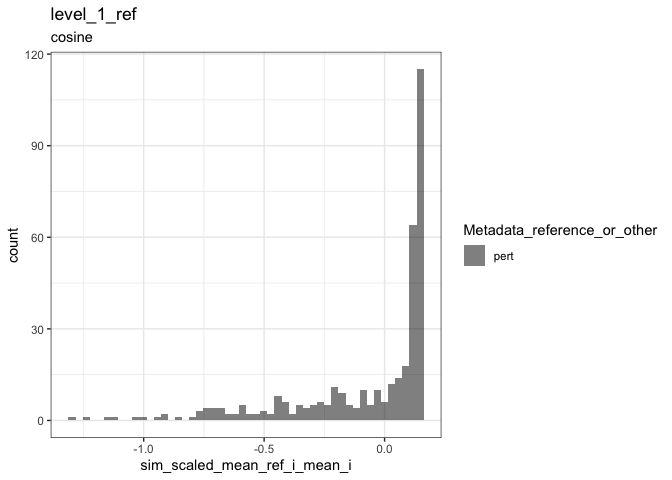 level_1_ref
cosine
120
90
60
30
0
count
-1.0
-0.5
0.0
sim_scaled_mean_ref_i_mean_i
Metadata_reference_or_other
pert